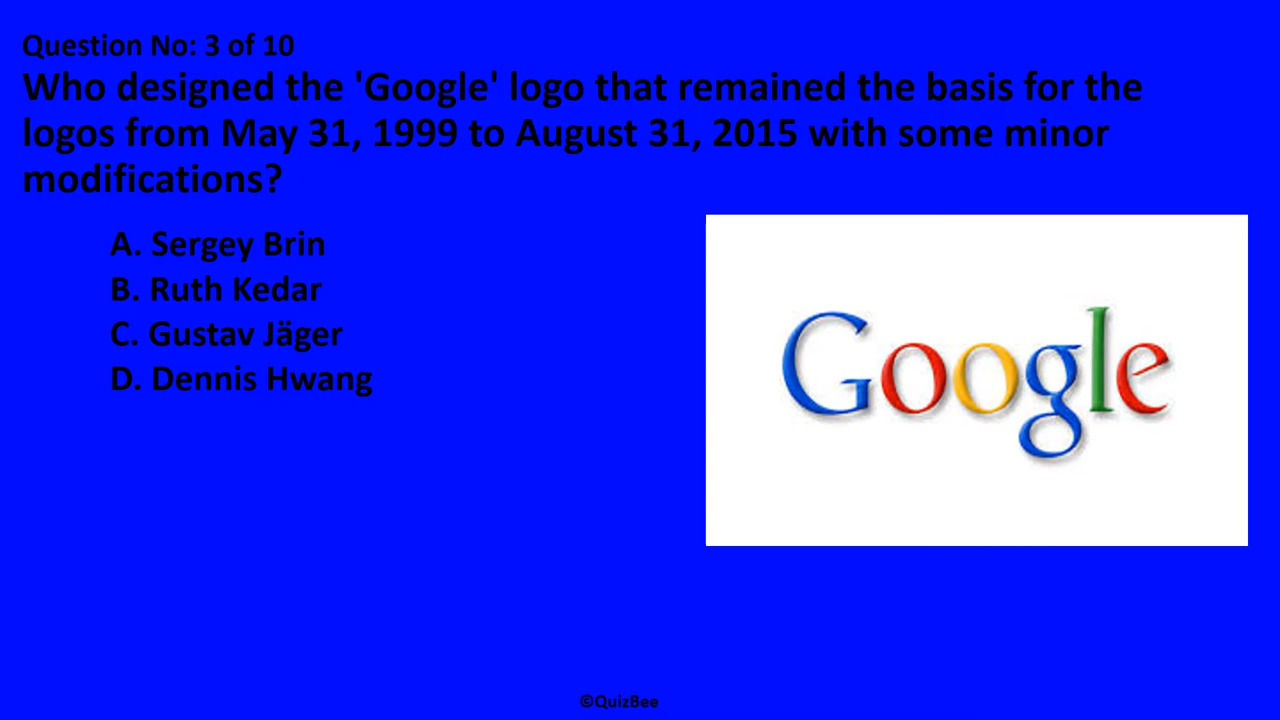 Question No: 3 of 10
Who designed the 'Google' logo that remained the basis for the
logos from May 31, 1999 to August 31, 2015 with some minor
modifications?
A. Sergey Brin
B. Ruth Kedar
C. Gustav Jäger
D. Dennis Hwang
Google
©QuizBee